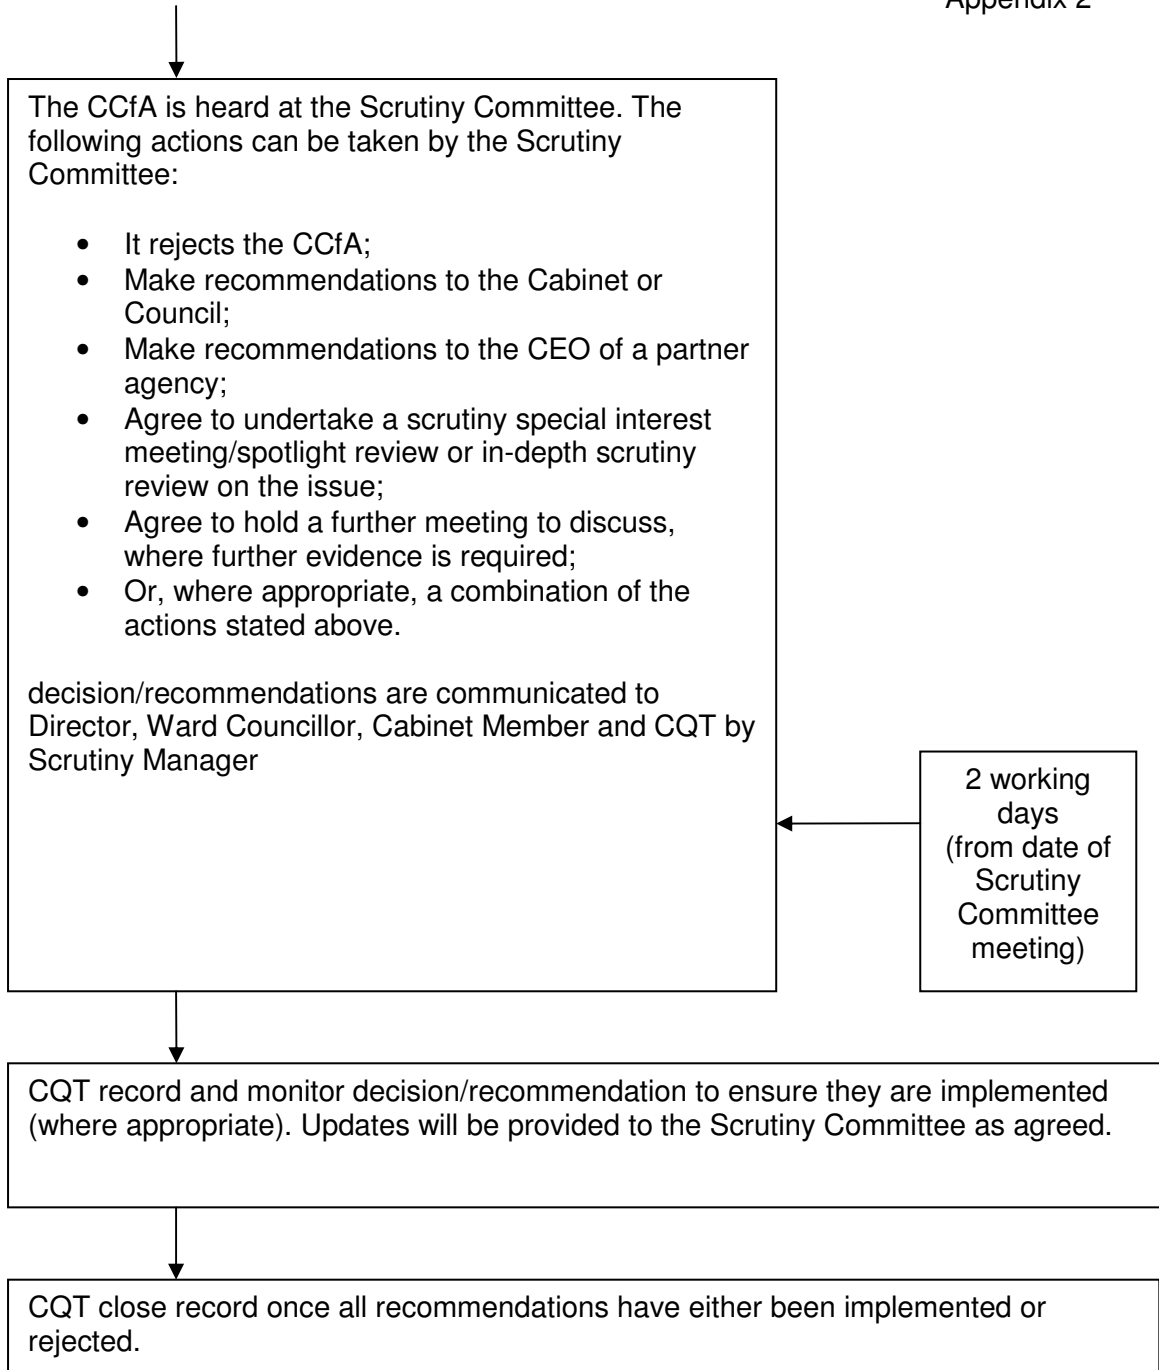 Appendix 2
The CCfA is heard at the Scrutiny Committee. The
following actions can be taken by the Scrutiny
Committee:
• It rejects the CCfA;
• Make recommendations to the Cabinet or
Council;
• Make recommendations to the CEO of a partner
agency;
• Agree to undertake a scrutiny special interest
meeting/spotlight review or in-depth scrutiny
review on the issue;
• Agree to hold a further meeting to discuss,
where further evidence is required;
• Or, where appropriate, a combination of the
actions stated above.
decision/recommendations are communicated to
Director, Ward Councillor, Cabinet Member and CQT by
Scrutiny Manager
2 working
days
(from date of
Scrutiny
Committee
meeting)
CQT record and monitor decision/recommendation to ensure they are implemented
(where appropriate). Updates will be provided to the Scrutiny Committee as agreed.
CQT close record once all recommendations have either been implemented or
rejected.